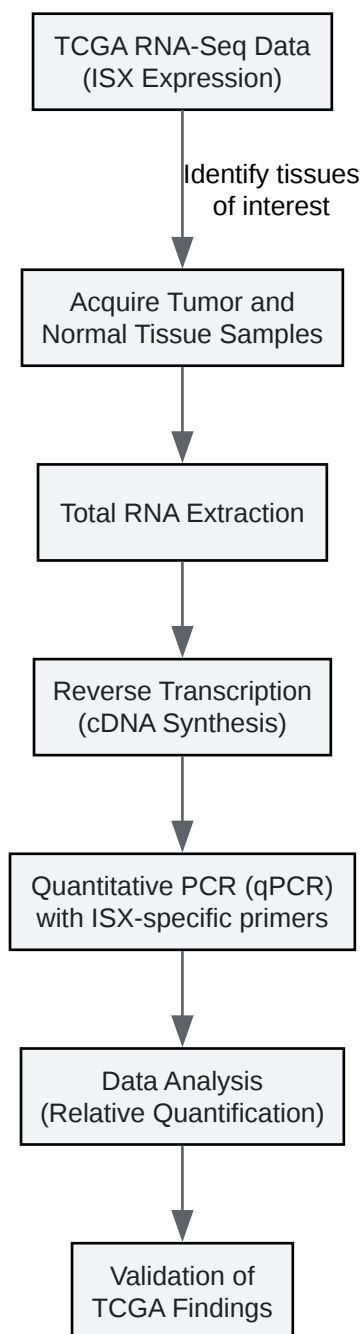 TCGA RNA-Seq Data
(ISX Expression)
Identify tissues
of interest
Acquire Tumor and
Normal Tissue Samples
Total RNA Extraction
Reverse Transcription
(cDNA Synthesis)
Quantitative PCR (qPCR)
with ISX-specific primers
Data Analysis
(Relative Quantification)
Validation of
TCGA Findings